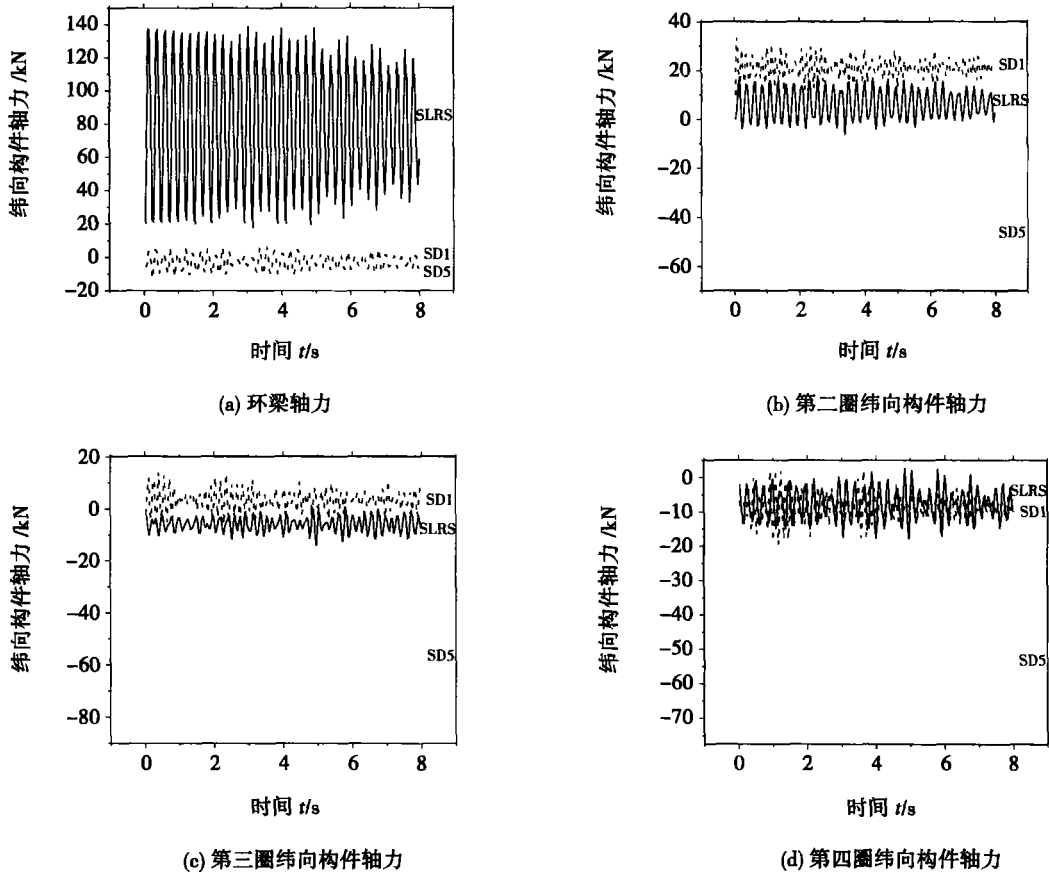 纬向构件轴力 /kN
140
120
100
80
60
40
20
0
-20
SLRS
SD1
SD5
0 2 4 6 8
时间 t/s
(a) 环梁轴力
纬向构件轴力 /kN
40
20
0
-20
-40
-60
SD1
SLRS
SD5
0 2 4 6 8
时间 t/s
(b) 第二圈纬向构件轴力
纬向构件轴力 /kN
20
0
-20
-40
-60
-80
SD1
SLRS
SD5
0 2 4 6 8
时间 t/s
(c) 第三圈纬向构件轴力
纬向构件轴力 /kN
0
-10
-20
-30
-40
-50
-60
-70
SLRS
SD1
SD5
0 2 4 6 8
时间 t/s
(d) 第四圈纬向构件轴力